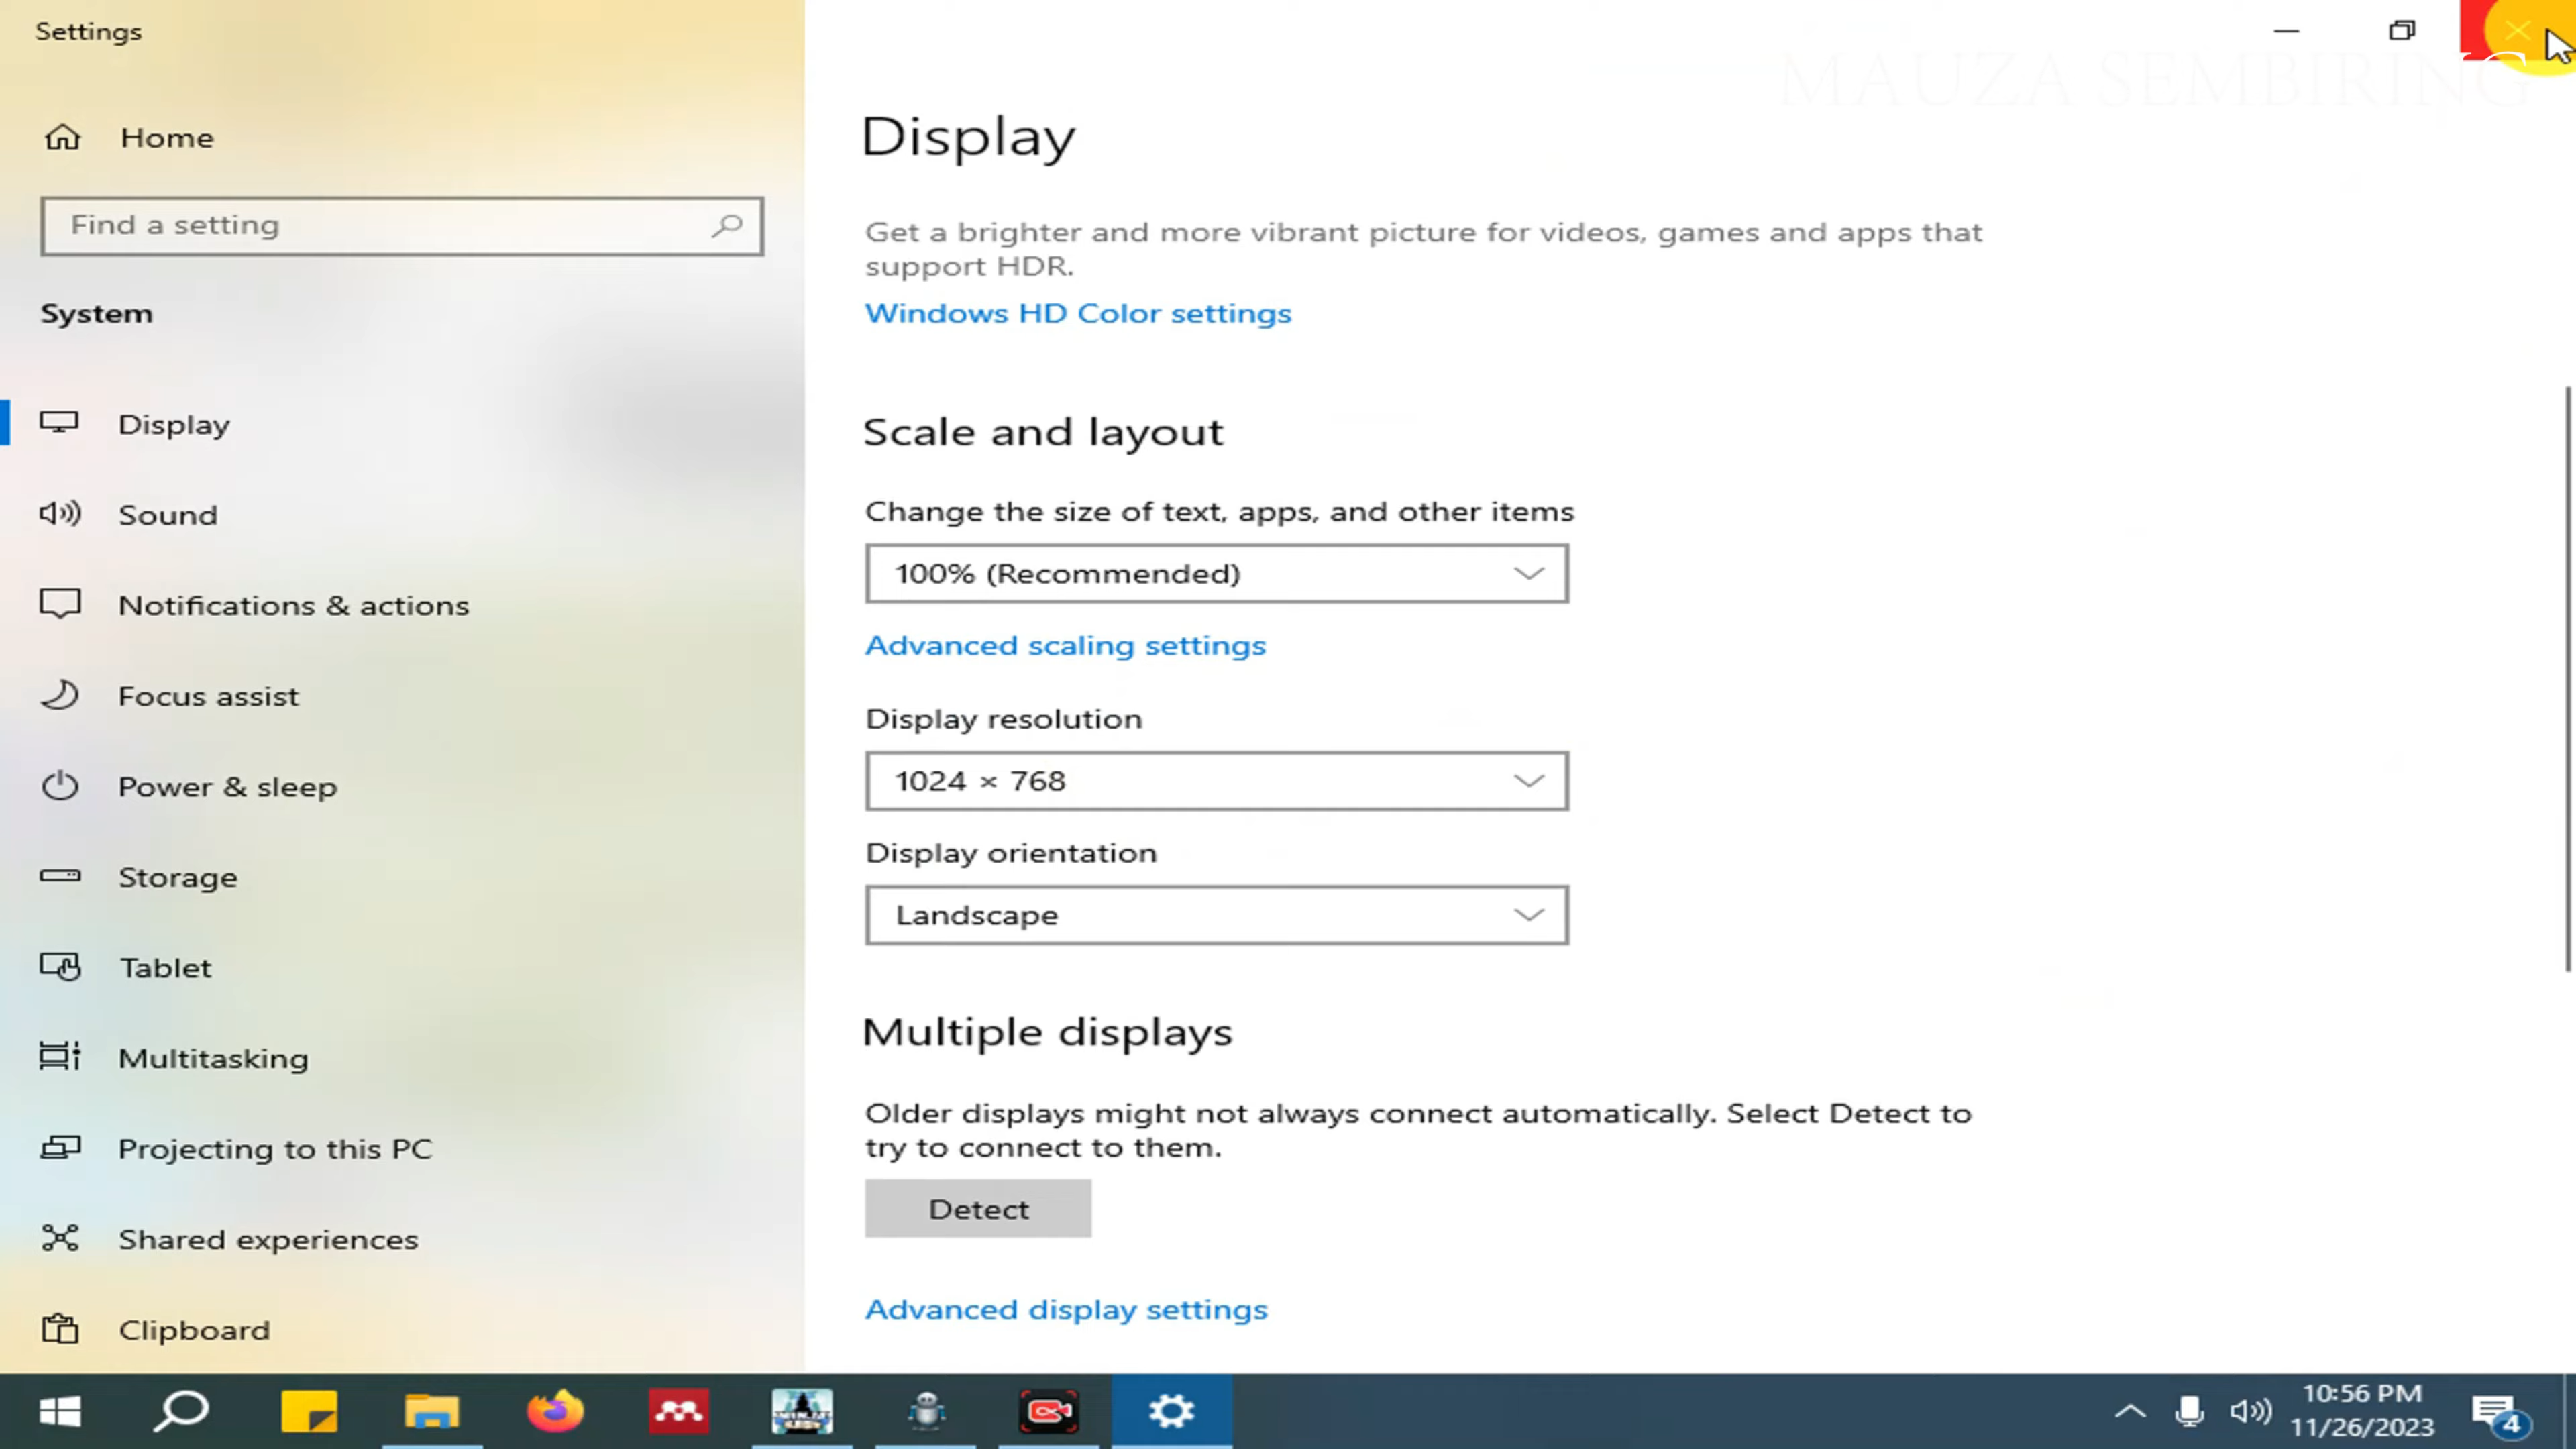 Settings
MAUZA SEMBIRING
Home
Find a setting
System
Display
Sound
Notifications & actions
Focus assist
Power & sleep
Storage
Tablet
Multitasking
Projecting to this PC
Shared experiences
Clipboard
Display
Get a brighter and more vibrant picture for videos, games and apps that
support HDR.
Windows HD Color settings
Scale and layout
Change the size of text, apps, and other items
100% (Recommended)
Advanced scaling settings
Display resolution
1024 × 768
Display orientation
Landscape
Multiple displays
Older displays might not always connect automatically. Select Detect to
try to connect to them.
Detect
Advanced display settings
10:56 PM
11/26/2023
4